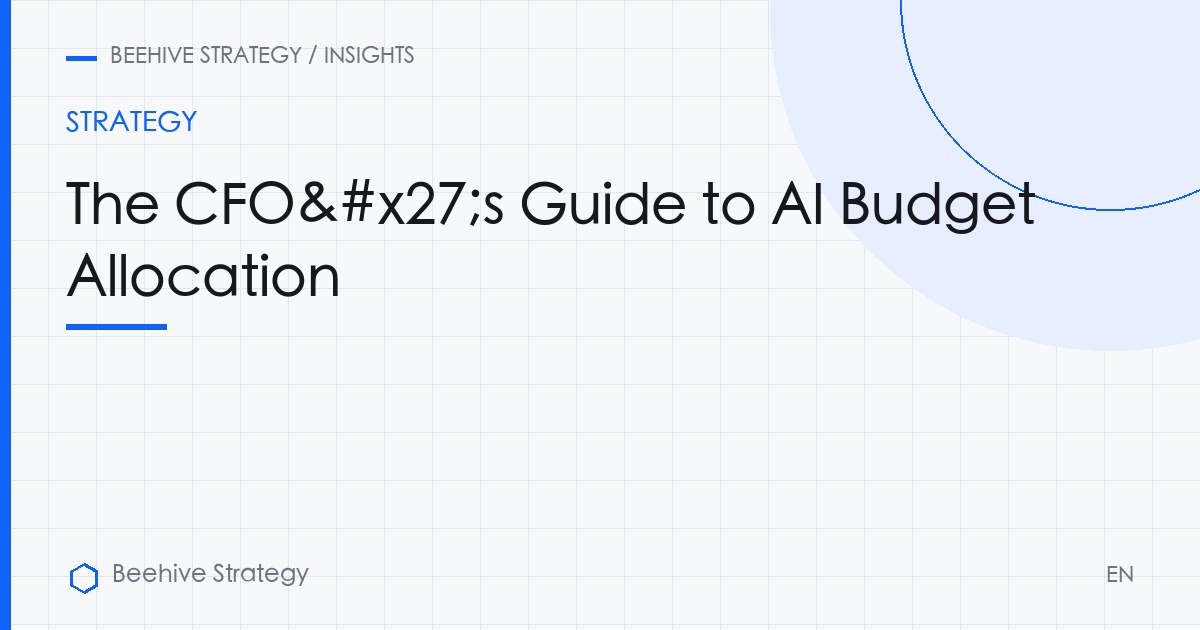 BEEHIVE STRATEGY / INSIGHTS
STRATEGY
The CFO&#x27;s Guide to AI Budget
Allocation
Beehive Strategy
EN